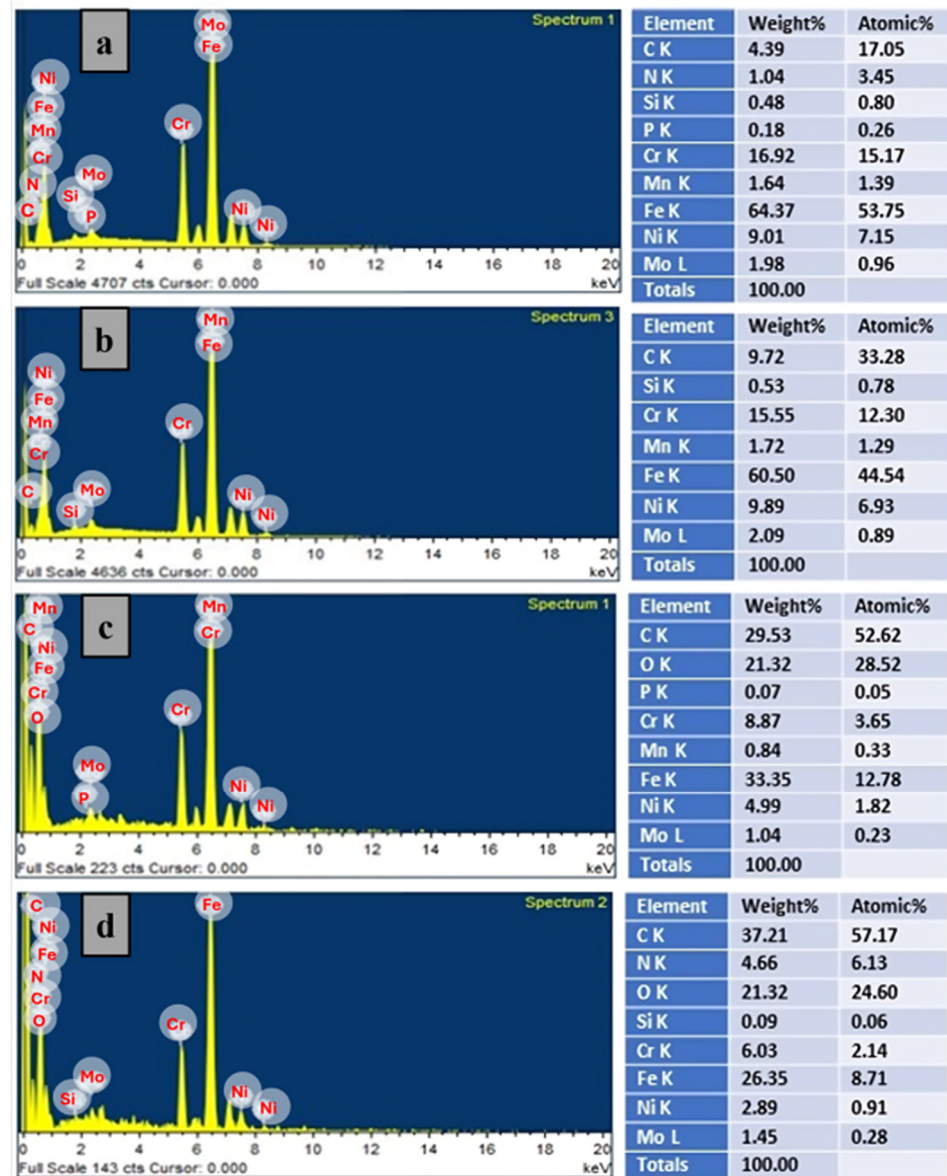 a
Spectrum 1
Mo
Fe
Ni
Fe
Mn
Cr
N
C
Si
Mo
P
Cr
Ni
Ni
0 2 4 6 8 10 12 14 16 18 20
Full Scale 4707 cts Cursor: 0.000 keV
Element Weight% Atomic%
C K 4.39 17.05
N K 1.04 3.45
Si K 0.48 0.80
P K 0.18 0.26
Cr K 16.92 15.17
Mn K 1.64 1.39
Fe K 64.37 53.75
Ni K 9.01 7.15
Mo L 1.98 0.96
Totals 100.00
b
Spectrum 3
Mn
Fe
Ni
Fe
Mn
Cr
C
Si
Mo
Cr
Ni
Ni
0 2 4 6 8 10 12 14 16 18 20
Full Scale 4636 cts Cursor: 0.000 keV
Element Weight% Atomic%
C K 9.72 33.28
Si K 0.53 0.78
Cr K 15.55 12.30
Mn K 1.72 1.29
Fe K 60.50 44.54
Ni K 9.89 6.93
Mo L 2.09 0.89
Totals 100.00
c
Spectrum 1
Mn
Cr
Mn
C
Ni
Fe
Cr
O
Mo
P
Cr
Ni
Ni
0 2 4 6 8 10 12 14 16 18 20
Full Scale 223 cts Cursor: 0.000 keV
Element Weight% Atomic%
C K 29.53 52.62
O K 21.32 28.52
P K 0.07 0.05
Cr K 8.87 3.65
Mn K 0.84 0.33
Fe K 33.35 12.78
Ni K 4.99 1.82
Mo L 1.04 0.23
Totals 100.00
d
Spectrum 2
Fe
C
Ni
Fe
N
Cr
O
Si
Mo
Cr
Ni
Ni
0 2 4 6 8 10 12 14 16 18 20
Full Scale 143 cts Cursor: 0.000 keV
Element Weight% Atomic%
C K 37.21 57.17
N K 4.66 6.13
O K 21.32 24.60
Si K 0.09 0.06
Cr K 6.03 2.14
Fe K 26.35 8.71
Ni K 2.89 0.91
Mo L 1.45 0.28
Totals 100.00